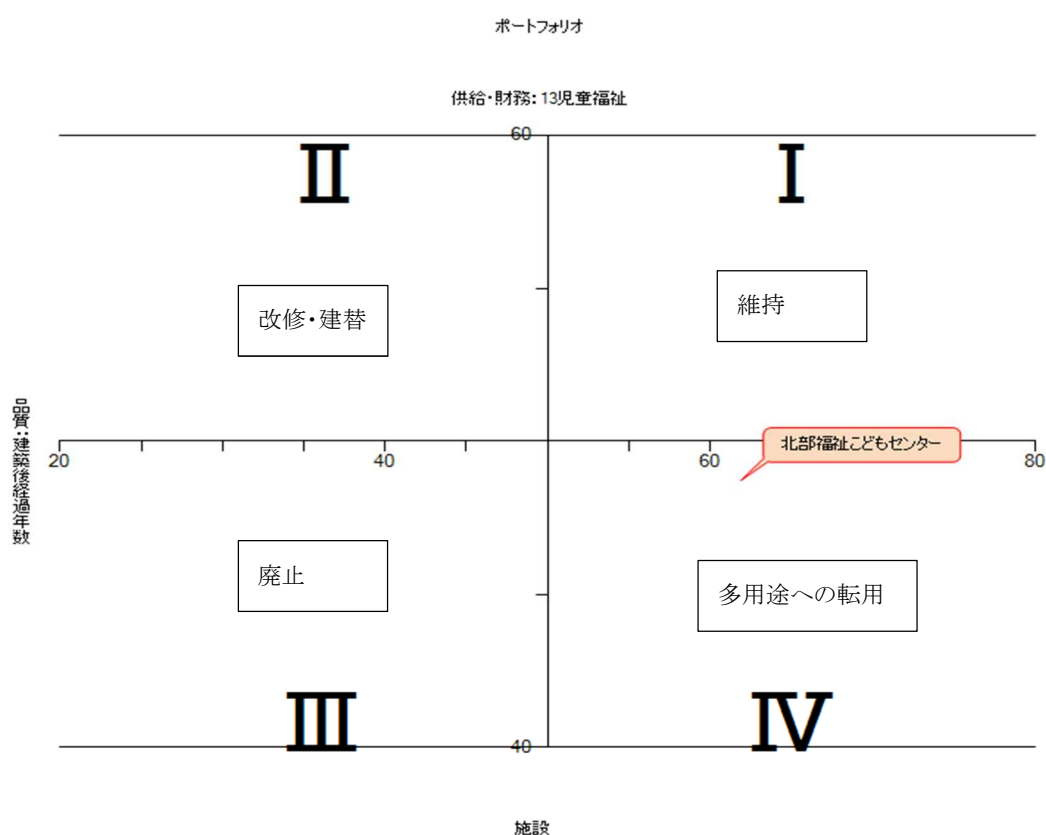 ポートフォリオ
供給・財務：13児童福祉
60
Ⅱ
Ⅰ
改修・建替
維持
品質：建築後経過年数
北部福祉こどもセンター
20
40
60
80
廃止
多用途への転用
Ⅲ
Ⅳ
40
施設